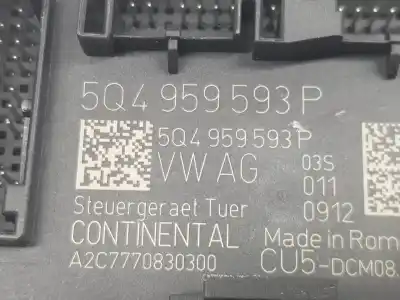 5Q4 959 593 P
5Q4 959 593 P
VW AG
03S
011
Steuergeraet Tuer
0912
CONTINENTAL
Made in Rom
A2C7770830300
CU5-DCM08.